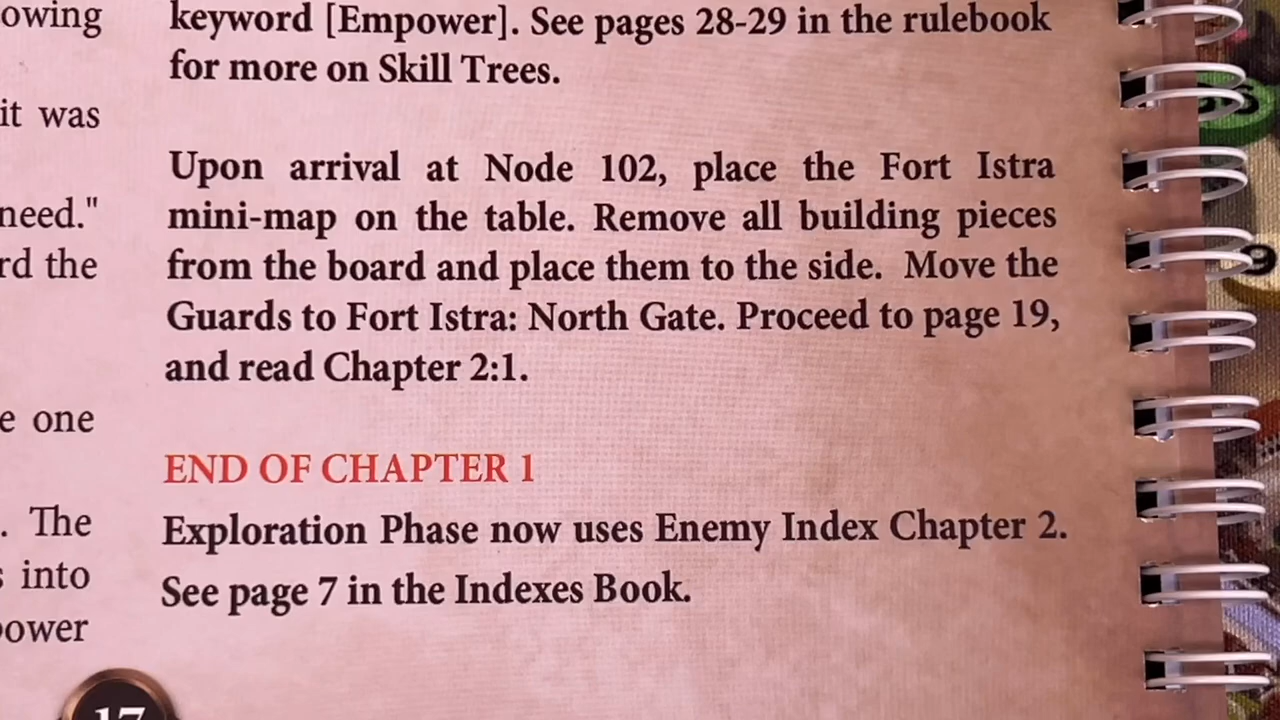 owing
it was
need."
rd the
e one
. The
into
power
17
keyword [Empower]. See pages 28-29 in the rulebook
for more on Skill Trees.
Upon arrival at Node 102, place the Fort Istra
mini-map on the table. Remove all building pieces
from the board and place them to the side. Move the
Guards to Fort Istra: North Gate. Proceed to page 19,
and read Chapter 2:1.
END OF CHAPTER 1
Exploration Phase now uses Enemy Index Chapter 2.
See page 7 in the Indexes Book.
9